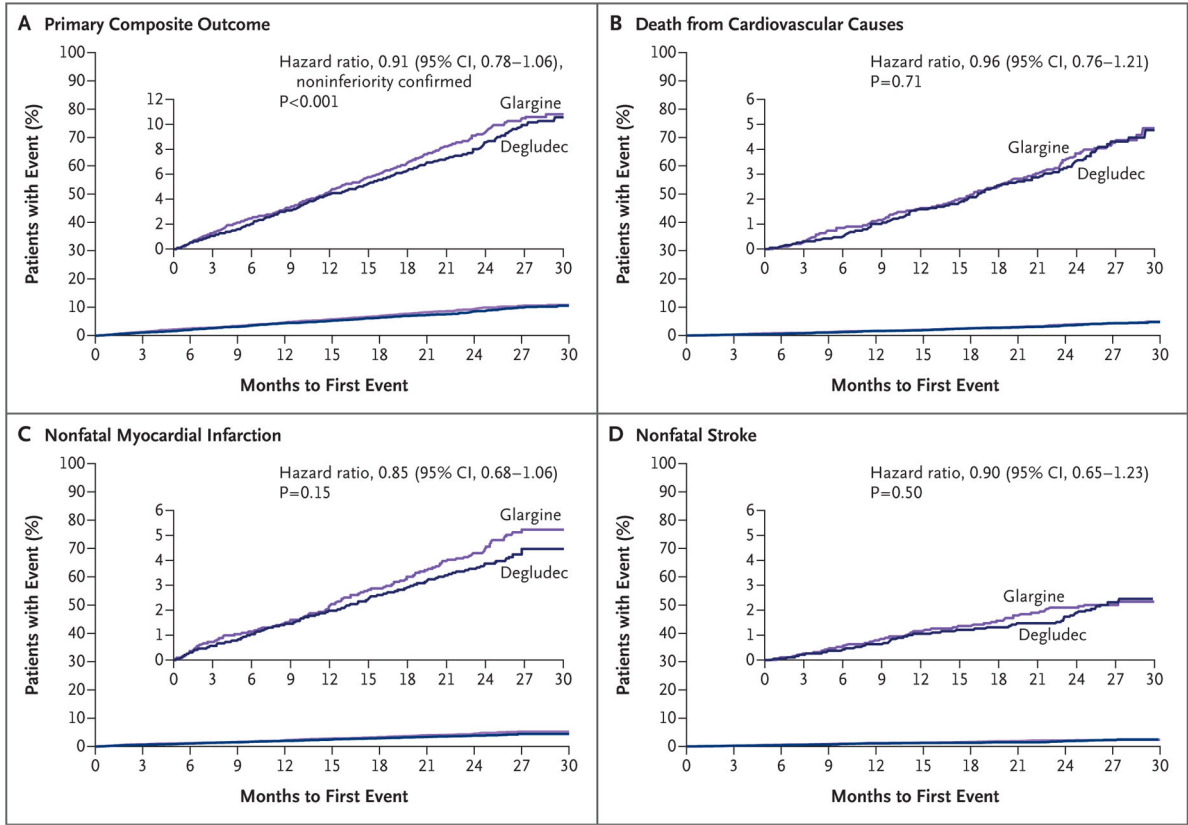 A Primary Composite Outcome
Patients with Event (%)
100
90
80
70
60
50
40
30
20
10
0
0 3 6 9 12 15 18 21 24 27 30
Months to First Event
Hazard ratio, 0.91 (95% CI, 0.78–1.06),
noninferiority confirmed
P<0.001
12
10
8
6
4
2
0
0 3 6 9 12 15 18 21 24 27 30
Glargine
Degludec
B Death from Cardiovascular Causes
Patients with Event (%)
100
90
80
70
60
50
40
30
20
10
0
0 3 6 9 12 15 18 21 24 27 30
Months to First Event
Hazard ratio, 0.96 (95% CI, 0.76–1.21)
P=0.71
6
5
4
3
2
1
0
0 3 6 9 12 15 18 21 24 27 30
Glargine
Degludec
C Nonfatal Myocardial Infarction
Patients with Event (%)
100
90
80
70
60
50
40
30
20
10
0
0 3 6 9 12 15 18 21 24 27 30
Months to First Event
Hazard ratio, 0.85 (95% CI, 0.68–1.06)
P=0.15
6
5
4
3
2
1
0
0 3 6 9 12 15 18 21 24 27 30
Glargine
Degludec
D Nonfatal Stroke
Patients with Event (%)
100
90
80
70
60
50
40
30
20
10
0
0 3 6 9 12 15 18 21 24 27 30
Months to First Event
Hazard ratio, 0.90 (95% CI, 0.65–1.23)
P=0.50
6
5
4
3
2
1
0
0 3 6 9 12 15 18 21 24 27 30
Glargine
Degludec